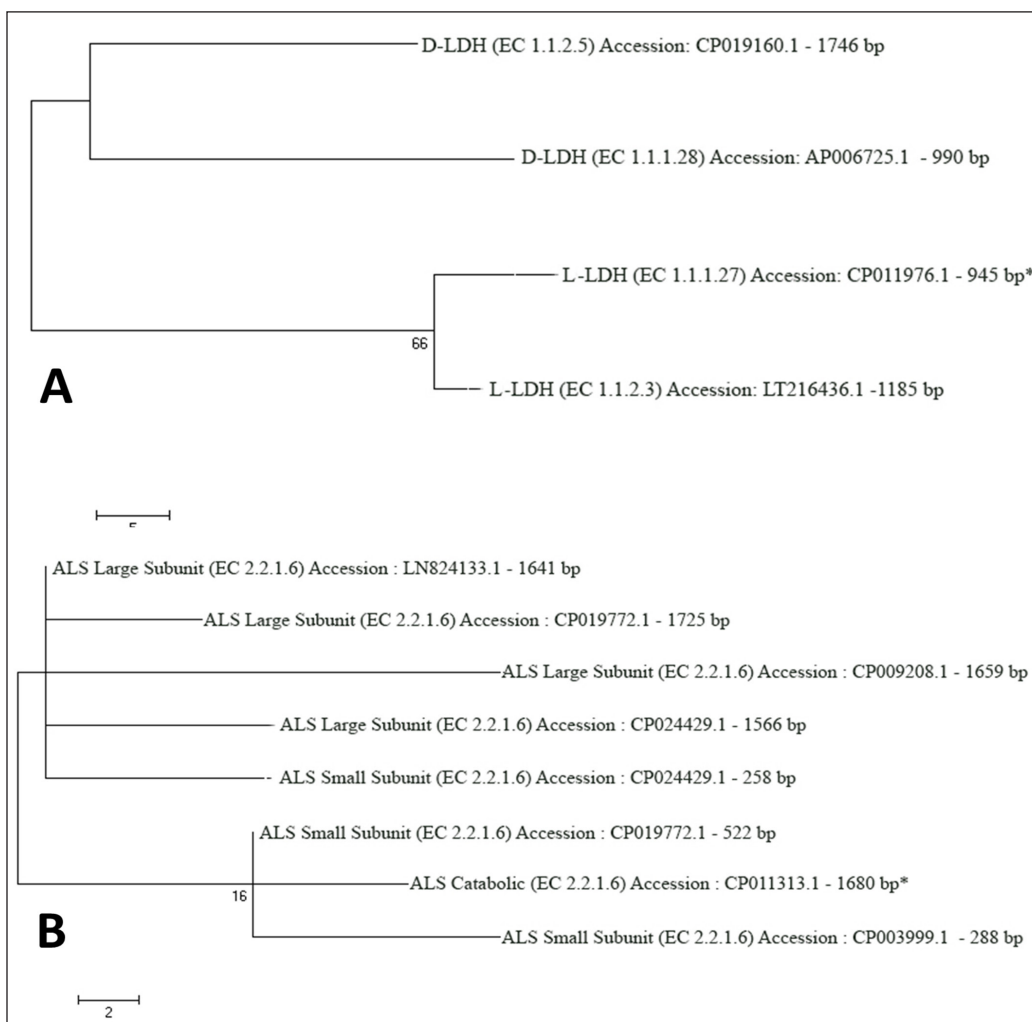 D-LDH (EC 1.1.2.5) Accession: CP019160.1 - 1746 bp
D-LDH (EC 1.1.1.28) Accession: AP006725.1 - 990 bp
L-LDH (EC 1.1.1.27) Accession: CP011976.1 - 945 bp*
66
L-LDH (EC 1.1.2.3) Accession: LT216436.1 -1185 bp
A
ALS Large Subunit (EC 2.2.1.6) Accession : LN824133.1 - 1641 bp
ALS Large Subunit (EC 2.2.1.6) Accession : CP019772.1 - 1725 bp
ALS Large Subunit (EC 2.2.1.6) Accession : CP009208.1 - 1659 bp
ALS Large Subunit (EC 2.2.1.6) Accession : CP024429.1 - 1566 bp
ALS Small Subunit (EC 2.2.1.6) Accession : CP024429.1 - 258 bp
ALS Small Subunit (EC 2.2.1.6) Accession : CP019772.1 - 522 bp
16
ALS Catabolic (EC 2.2.1.6) Accession : CP011313.1 - 1680 bp*
ALS Small Subunit (EC 2.2.1.6) Accession : CP003999.1 - 288 bp
B
2